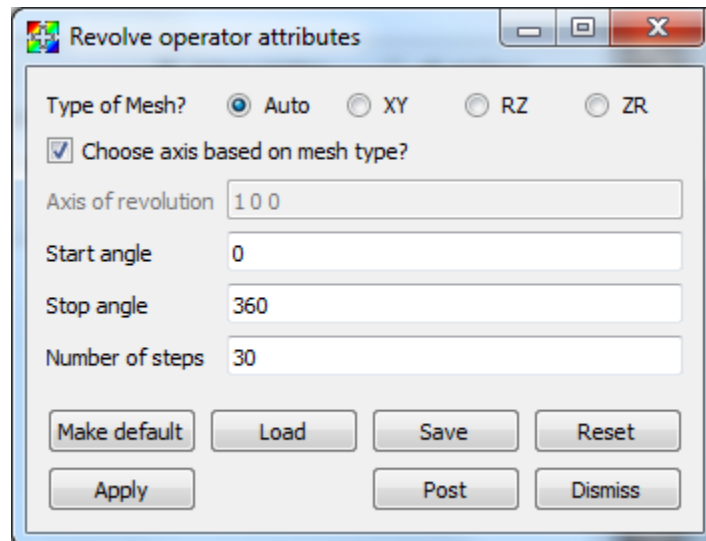 Revolve operator attributes
Type of Mesh? Auto XY RZ ZR
Choose axis based on mesh type?
Axis of revolution 1 0 0
Start angle 0
Stop angle 360
Number of steps 30
Make default Load Save Reset
Apply Post Dismiss